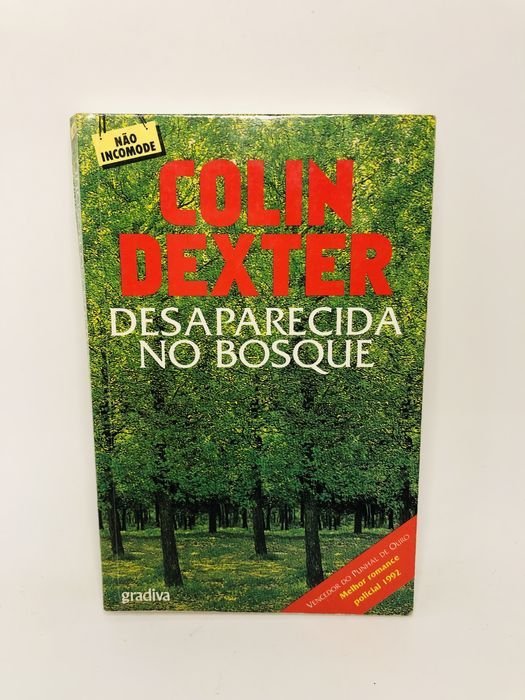 NÃO
INCOMODE
COLIN
DEXTER
DESAPARECIDA
NO BOSQUE
VENCEDOR DO PUNHAL DE OURO
Melhor romance
policial 1992
gradiva